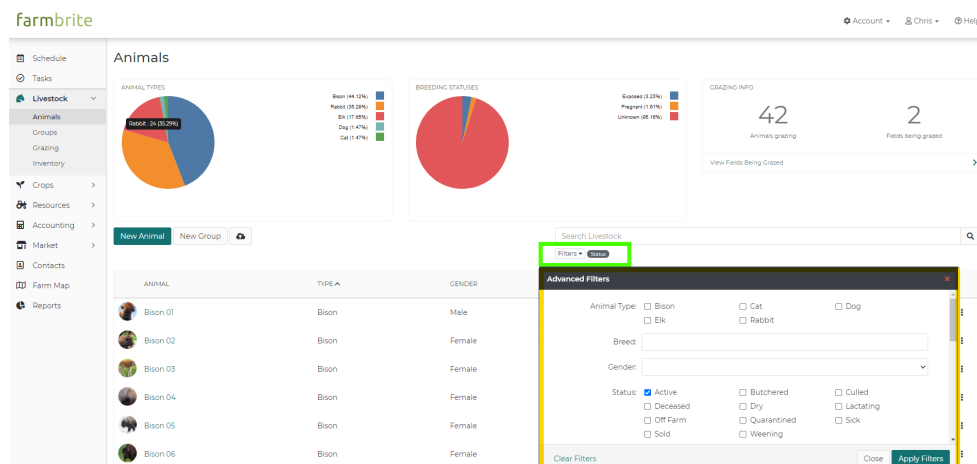 farmbrite
Account
Chris
Help
Schedule
Tasks
Livestock
Animals
Groups
Grazing
Inventory
Crops
Resources
Accounting
Market
Contacts
Farm Map
Reports
Animals
ANIMAL TYPES
Bison (44.12%)
Rabbit (35.29%)
Elk (17.65%)
Dog (1.47%)
Cat (1.47%)
Rabbit : 24 (35.29%)
BREEDING STATUSES
Exposed (3.23%)
Pregnant (1.61%)
Unknown (95.16%)
GRAZING INFO
42 2
Animals grazing Fields being grazed
View Fields Being Grazed
New Animal New Group
Search Livestock
Filters Status
ANIMAL TYPE GENDER
Bison 01 Bison Male
Bison 02 Bison Female
Bison 03 Bison Female
Bison 04 Bison Female
Bison 05 Bison Female
Bison 06 Bison Female
Advanced Filters ×
Animal Type: Bison Cat Dog
Elk Rabbit
Breed:
Gender:
Status: Active Butchered Culled
Deceased Dry Lactating
Off Farm Quarantined Sick
Sold Weening
Clear Filters Close Apply Filters